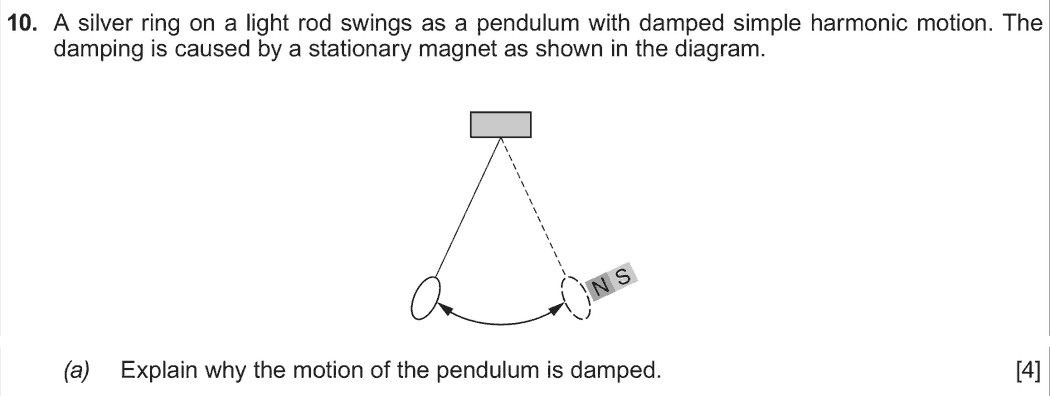 10. A silver ring on a light rod swings as a pendulum with damped simple harmonic motion. The
damping is caused by a stationary magnet as shown in the diagram.
N S
(a) Explain why the motion of the pendulum is damped. [4]